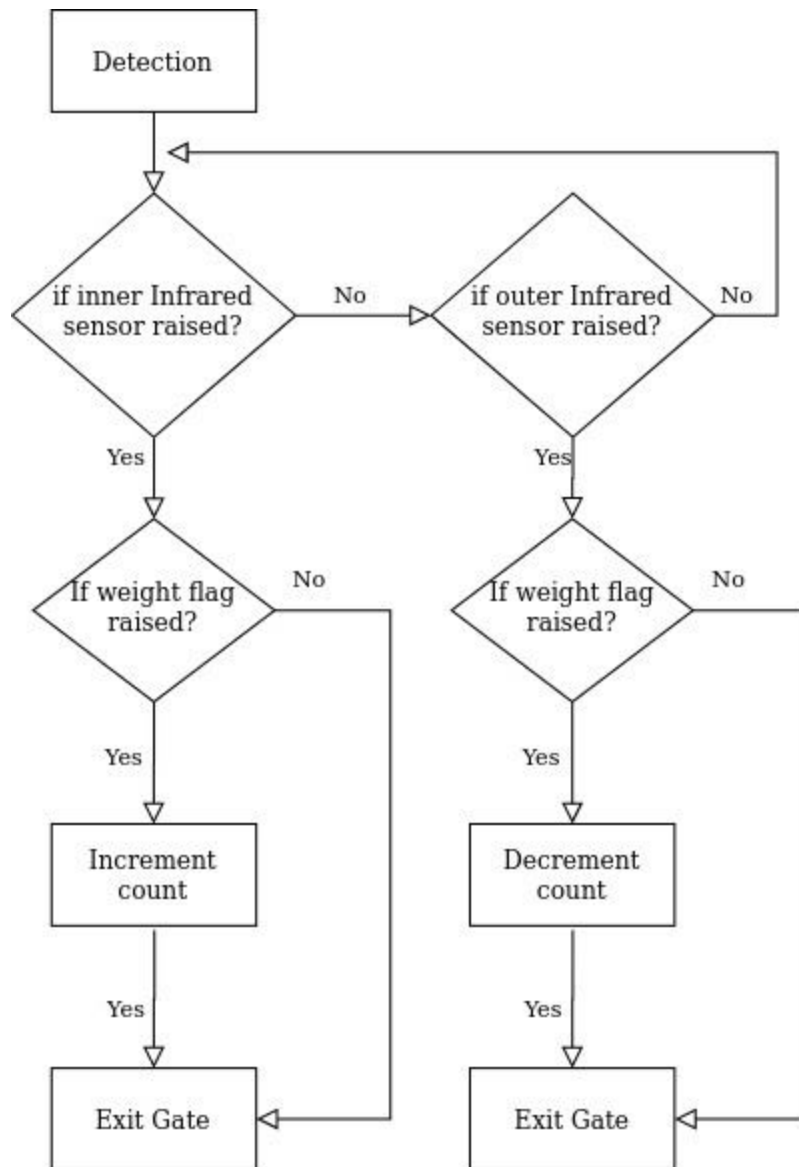 Detection
if inner Infrared
sensor raised?
No
if outer Infrared
sensor raised?
No
Yes
Yes
If weight flag
raised?
No
If weight flag
raised?
No
Yes
Yes
Increment
count
Decrement
count
Yes
Yes
Exit Gate
Exit Gate